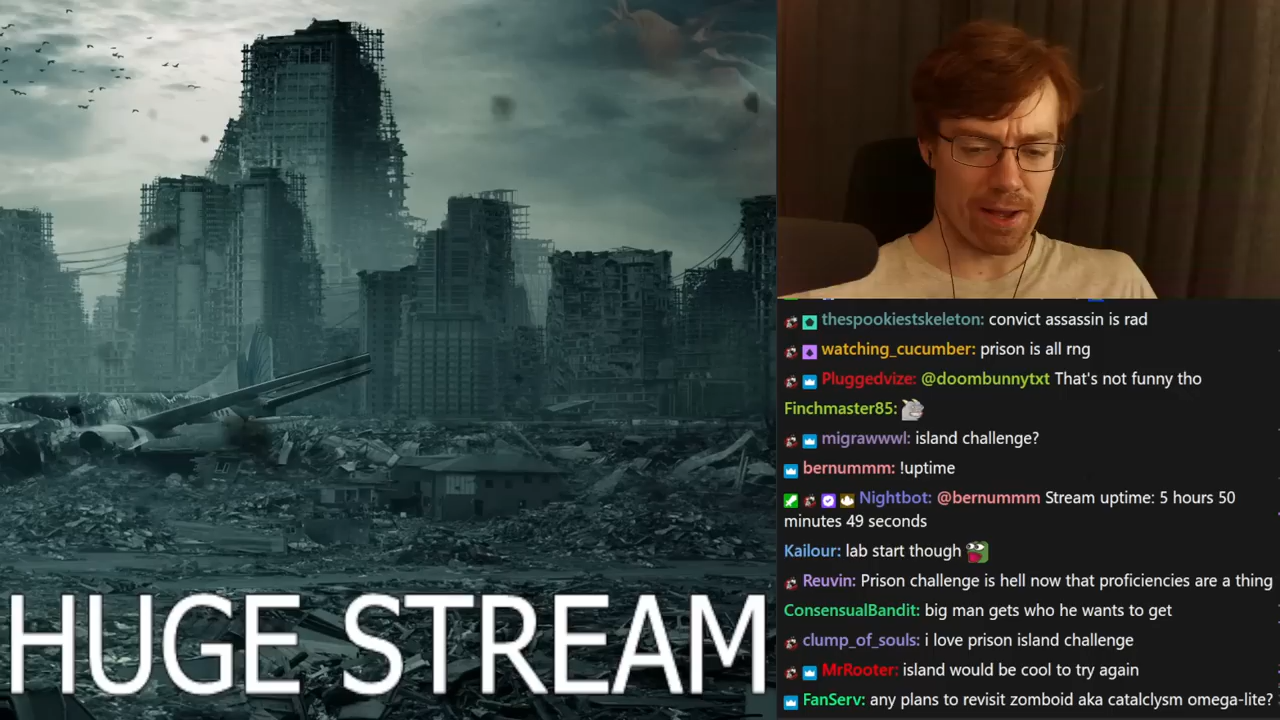 HUGE STREAM
thespookiestskeleton: convict assassin is rad
watching_cucumber: prison is all rng
Pluggedvize: @doombunnytxt That's not funny tho
Finchmaster85:
migrawwwl: island challenge?
bernummm: !uptime
Nightbot: @bernummm Stream uptime: 5 hours 50
minutes 49 seconds
Kailour: lab start though
Reuvin: Prison challenge is hell now that proficiencies are a thing
ConsensualBandit: big man gets who he wants to get
clump_of_souls: i love prison island challenge
MrRooter: island would be cool to try again
FanServ: any plans to revisit zomboid aka catalclysm omega-lite?